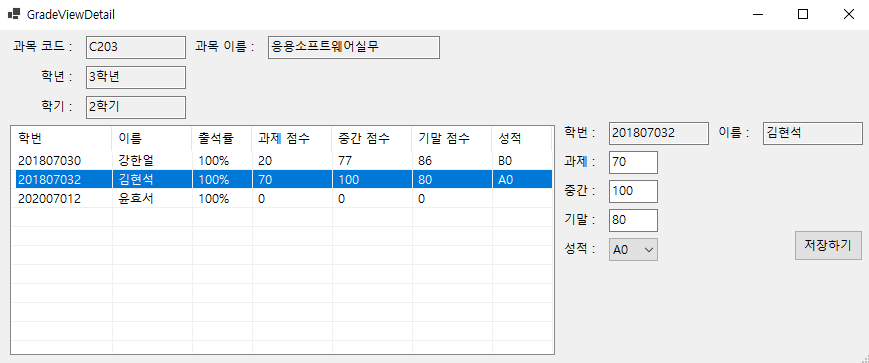 GradeViewDetail
과목 코드 : C203 과목 이름 : 응용소프트웨어실무
학년 : 3학년
학기 : 2학기
학번 이름 출석률 과제 점수 중간 점수 기말 점수 성적
201807030 강한얼 100% 20 77 86 B0
201807032 김현석 100% 70 100 80 A0
202007012 윤효서 100% 0 0 0
학번 : 201807032 이름 : 김현석
과제 : 70
중간 : 100
기말 : 80
성적 : A0
저장하기